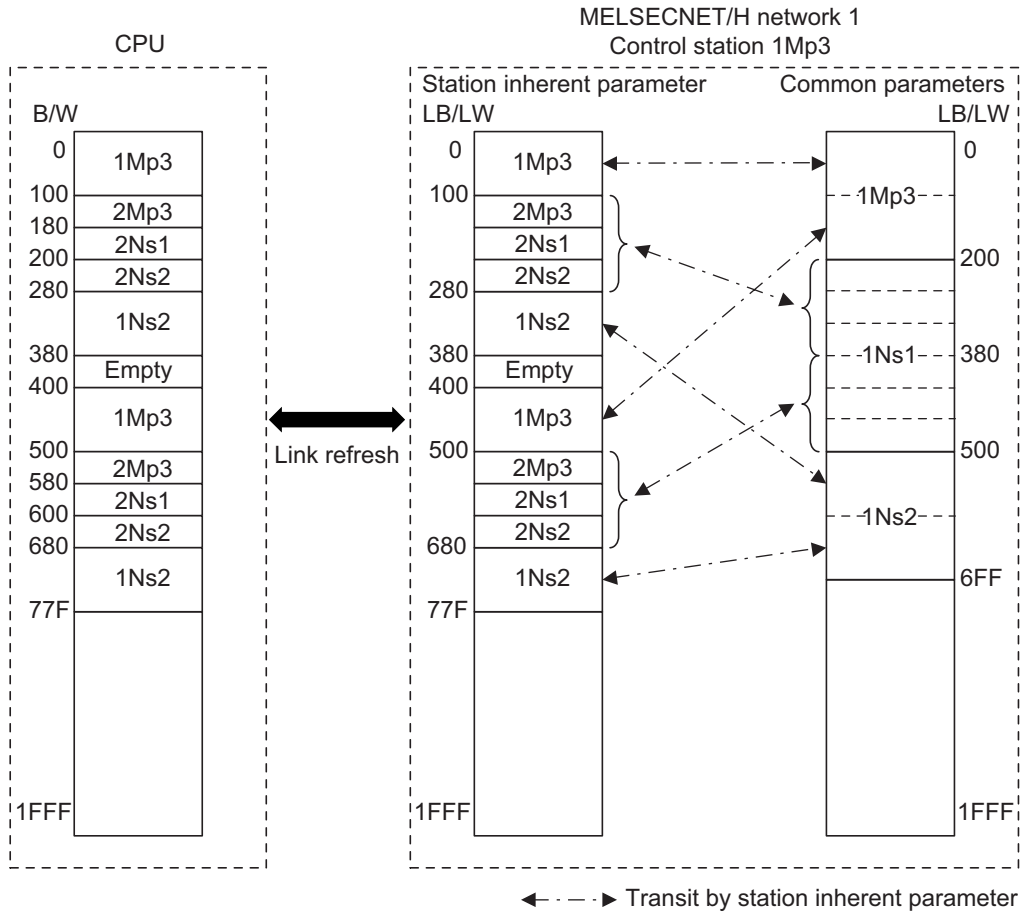 MELSECNET/H network 1
Control station 1Mp3
CPU
Station inherent parameter
Common parameters
B/W
LB/LW
LB/LW
0
1Mp3
100
2Mp3
180
2Ns1
200
2Ns2
280
1Ns2
380
Empty
400
1Mp3
500
2Mp3
580
2Ns1
600
2Ns2
680
1Ns2
77F
1FFF
Link refresh
0
1Mp3
100
2Mp3
2Ns1
2Ns2
280
1Ns2
380
Empty
400
1Mp3
500
2Mp3
2Ns1
2Ns2
680
1Ns2
77F
1FFF
0
1Mp3
200
1Ns1
380
500
1Ns2
6FF
1FFF
Transit by station inherent parameter